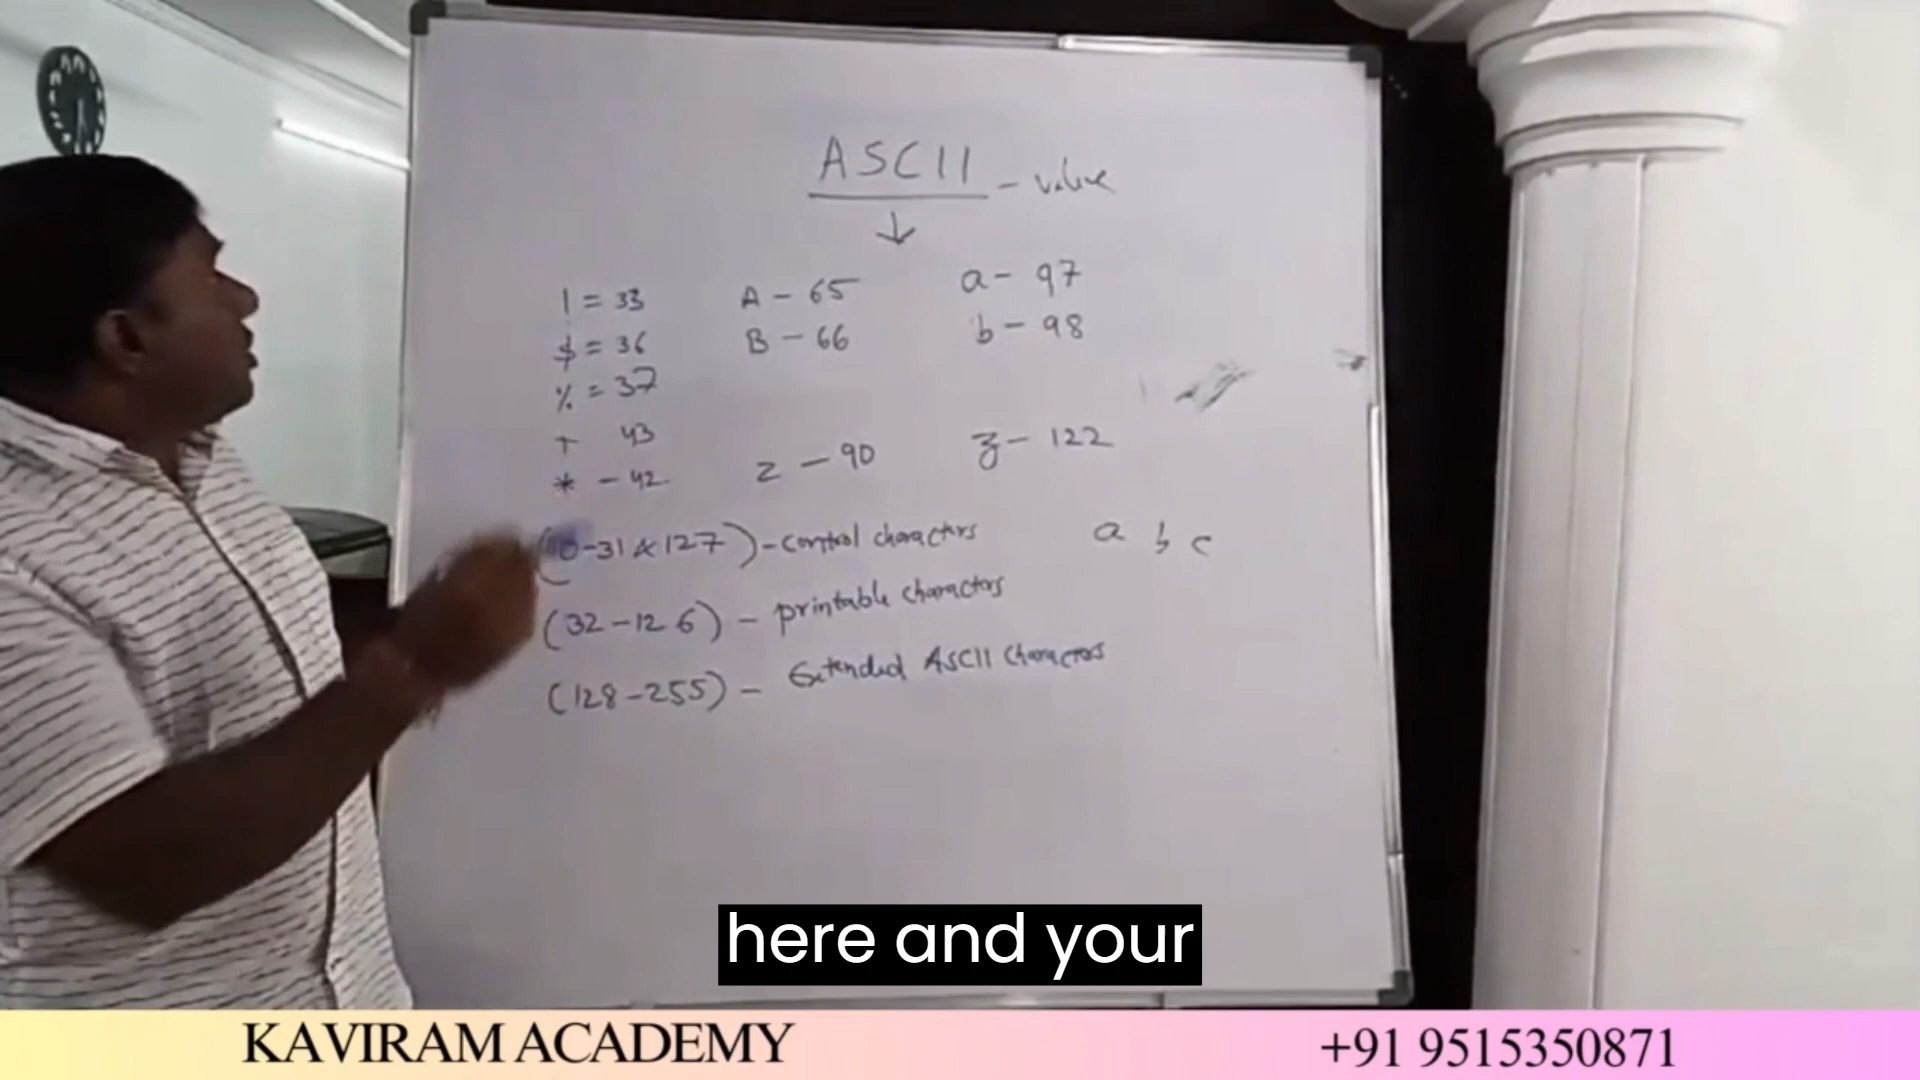 ASCII - value
↓
! = 33 A - 65 a - 97
$ = 36 B - 66 b - 98
% = 37
+ 43
* - 42 z - 90 z - 122
(0-31 & 127) - control characters a b c
(32-126) - printable characters
(128-255) - Extended ASCII characters
here and your
KAVIRAM ACADEMY +91 9515350871